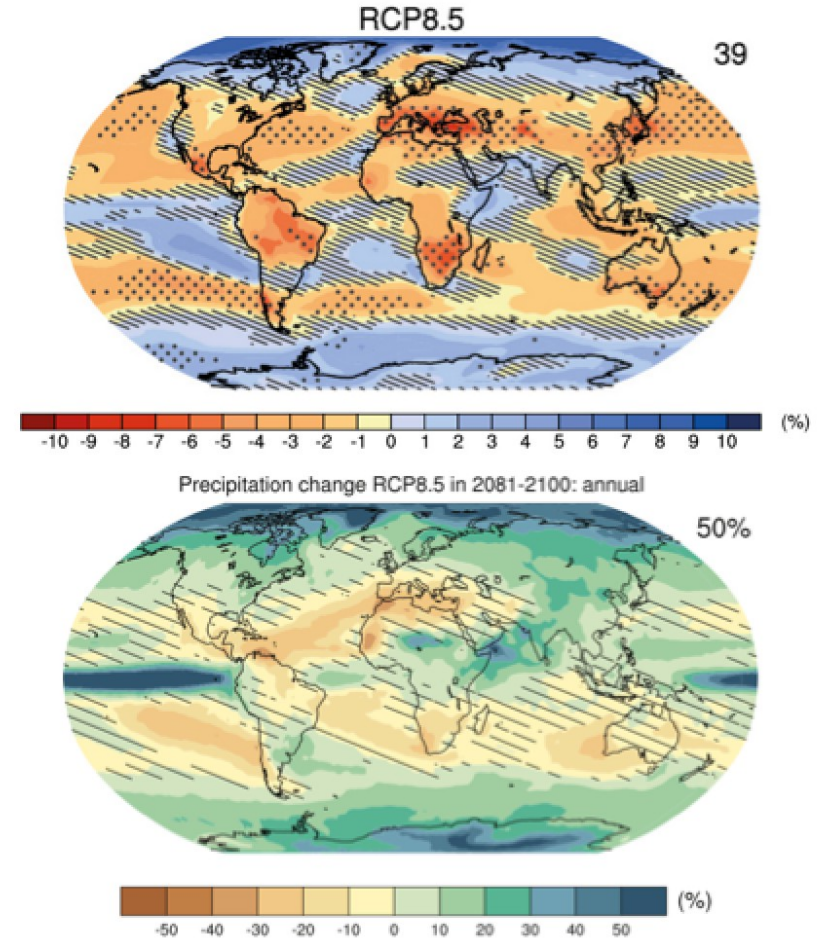 RCP8.5
39
-10 -9 -8 -7 -6 -5 -4 -3 -2 -1 0 1 2 3 4 5 6 7 8 9 10 (%)
Precipitation change RCP8.5 in 2081-2100: annual
50%
-50 -40 -30 -20 -10 0 10 20 30 40 50 (%)